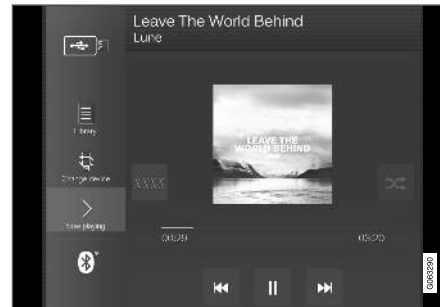 Leave The World Behind
Lune
Library
LEAVE THE
WORLD BEHIND
Change device
Now playing
00:29
03:20
G063290